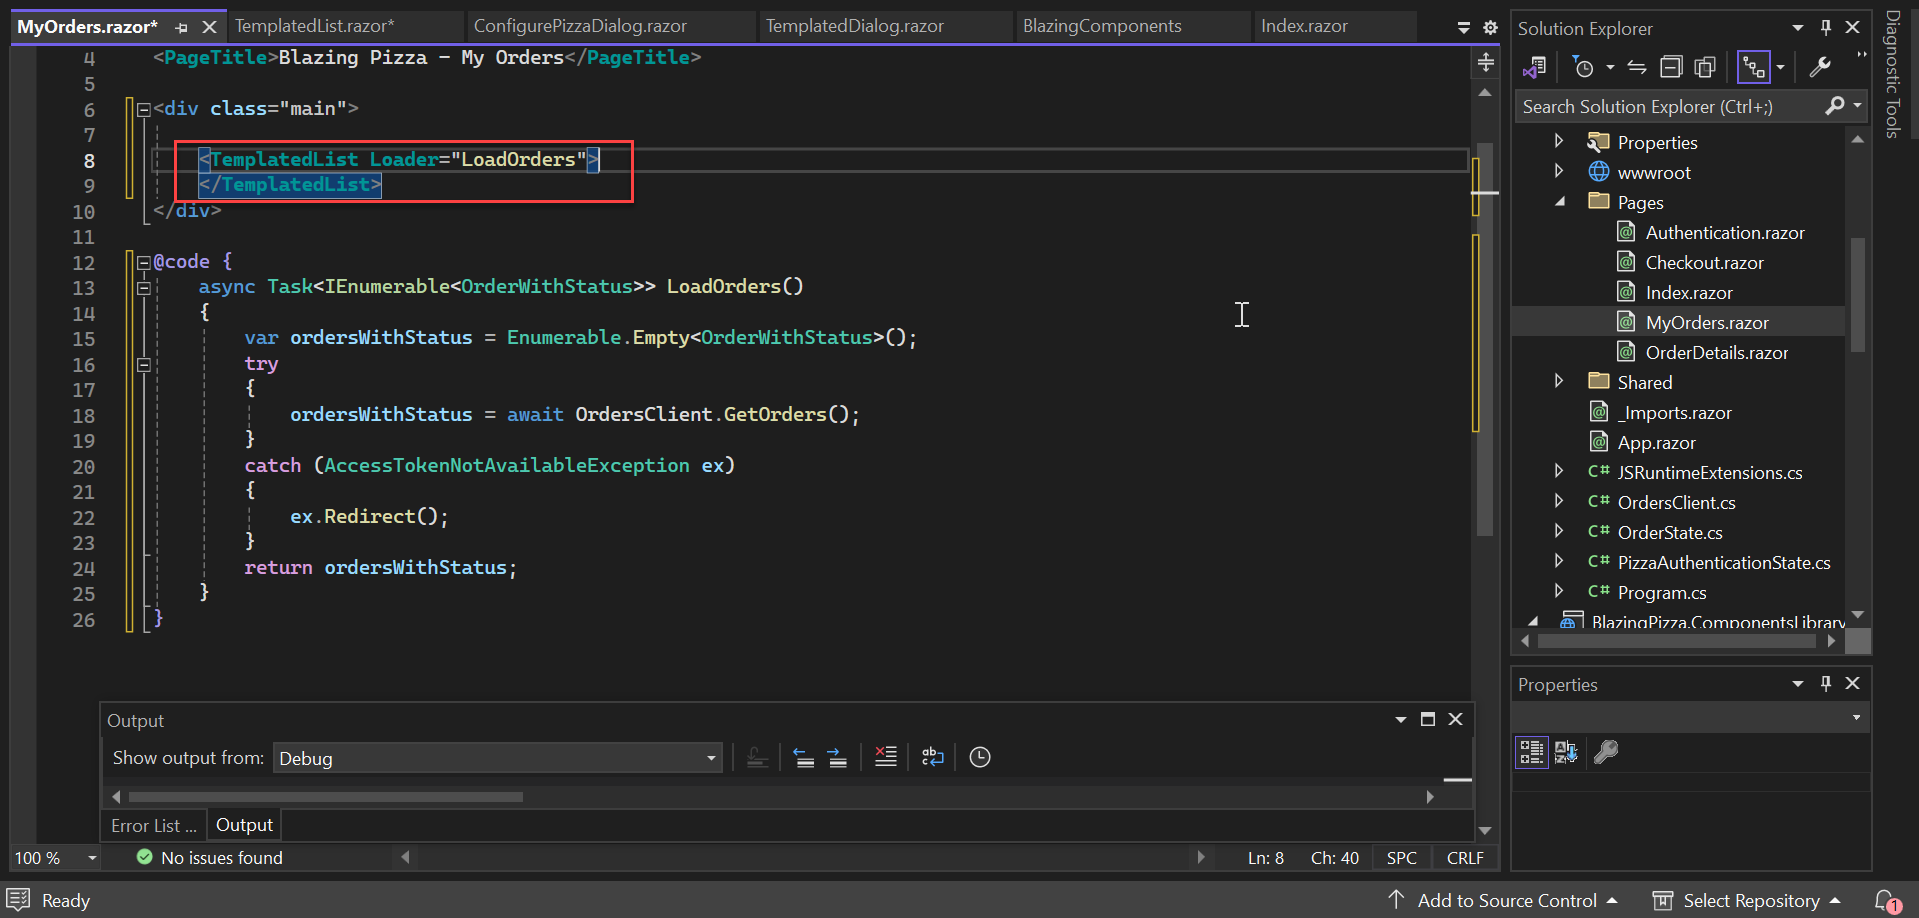 MyOrders.razor*
TemplatedList.razor*
ConfigurePizzaDialog.razor
TemplatedDialog.razor
BlazingComponents
Index.razor
4 <PageTitle>Blazing Pizza - My Orders</PageTitle>
5
6 <div class="main">
7
8 <TemplatedList Loader="LoadOrders">
9 </TemplatedList>
10 </div>
11
12 @code {
13 async Task<IEnumerable<OrderWithStatus>> LoadOrders()
14 {
15 var ordersWithStatus = Enumerable.Empty<OrderWithStatus>();
16 try
17 {
18 ordersWithStatus = await OrdersClient.GetOrders();
19 }
20 catch (AccessTokenNotAvailableException ex)
21 {
22 ex.Redirect();
23 }
24 return ordersWithStatus;
25 }
26 }
Output
Show output from: Debug
Error List ...
Output
100 %
No issues found
Ln: 8
Ch: 40
SPC
CRLF
Solution Explorer
Search Solution Explorer (Ctrl+;)
Properties
wwwroot
Pages
Authentication.razor
Checkout.razor
Index.razor
MyOrders.razor
OrderDetails.razor
Shared
_Imports.razor
App.razor
C# JSRuntimeExtensions.cs
C# OrdersClient.cs
C# OrderState.cs
C# PizzaAuthenticationState.cs
C# Program.cs
BlazingPizza.ComponentsLibrary
Properties
Diagnostic Tools
Ready
Add to Source Control
Select Repository
1